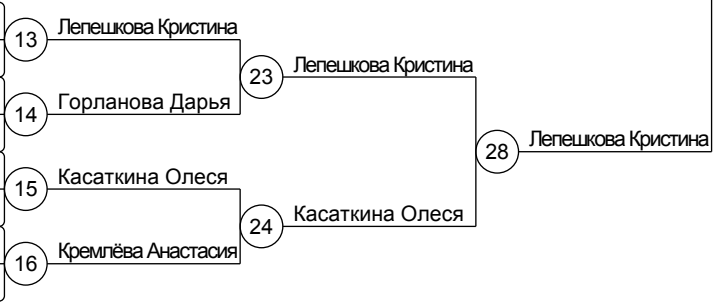 13
Лепешкова Кристина
23
Лепешкова Кристина
14
Горланова Дарья
28
Лепешкова Кристина
15
Касаткина Олеся
24
Касаткина Олеся
16
Кремлёва Анастасия